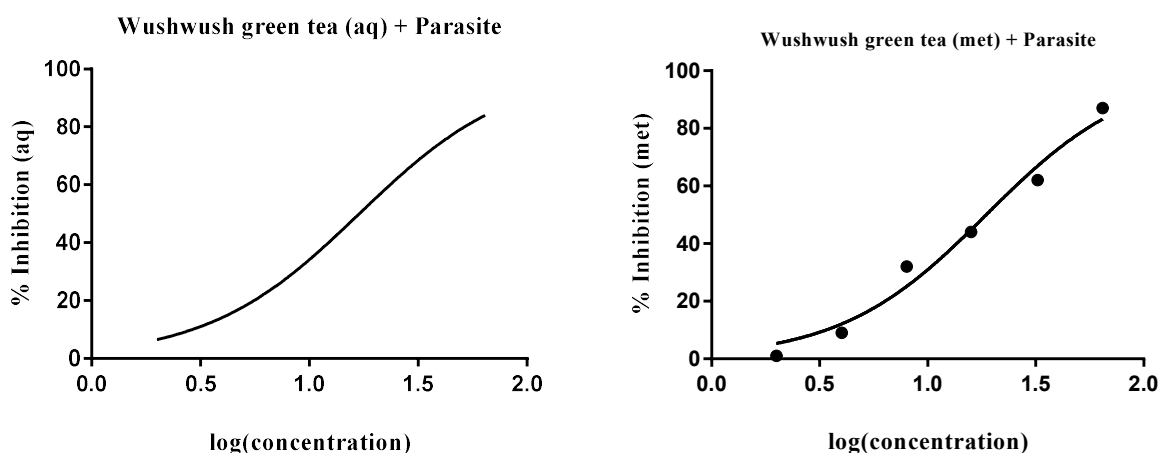 Wushwush green tea (aq) + Parasite
% Inhibition (aq)
100
80
60
40
20
0
0.0 0.5 1.0 1.5 2.0
log(concentration)
Wushwush green tea (met) + Parasite
% Inhibition (met)
100
80
60
40
20
0
0.0 0.5 1.0 1.5 2.0
log(concentration)